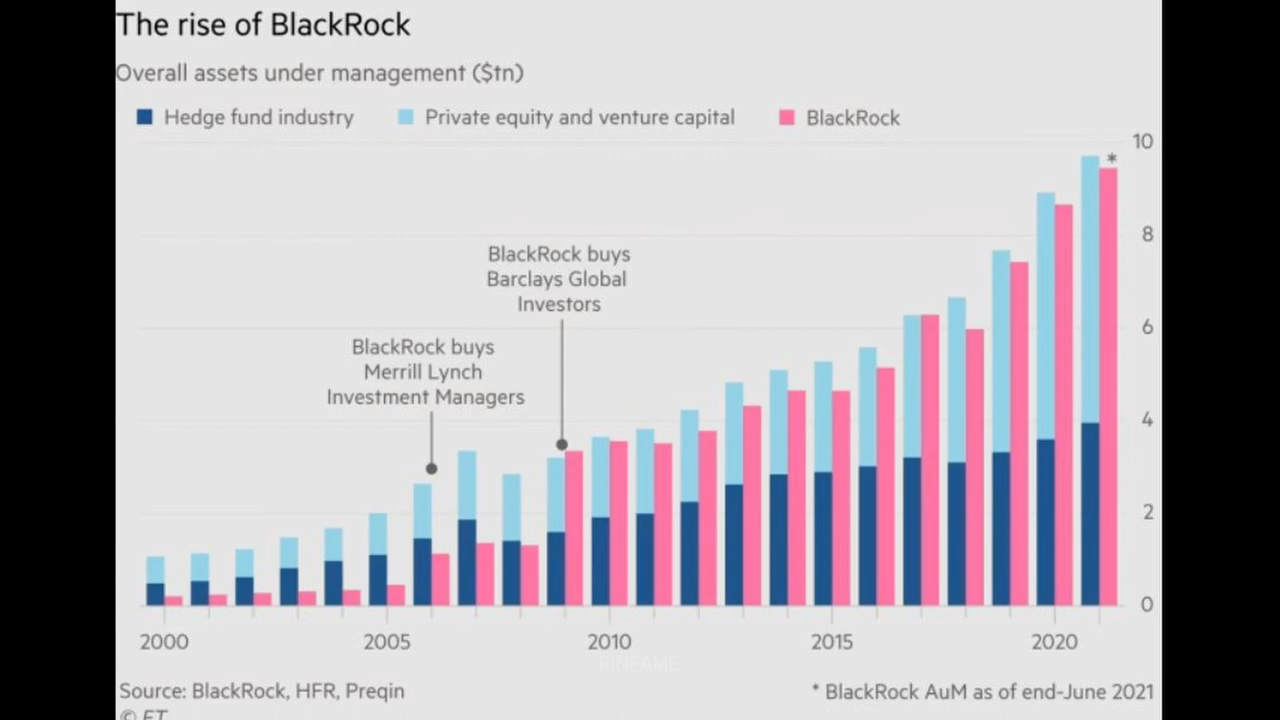 The rise of BlackRock
Overall assets under management ($tn)
Hedge fund industry Private equity and venture capital BlackRock
10
*
8
BlackRock buys
Barclays Global
Investors
6
BlackRock buys
Merrill Lynch
Investment Managers
4
2
0
2000 2005 2010 2015 2020
FINFAME
Source: BlackRock, HFR, Preqin * BlackRock AuM as of end-June 2021
© FT